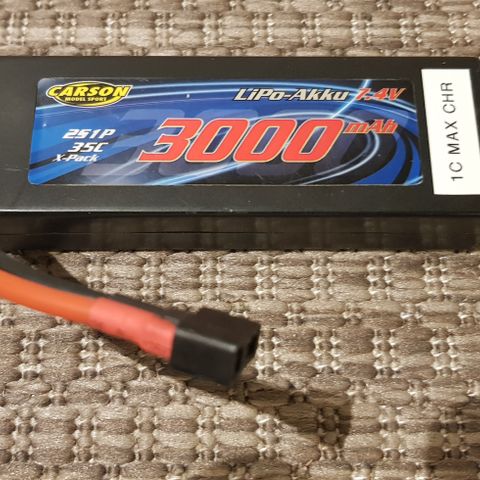 CARSON
MODEL SPORT
LiPo-Akku 7.4V
2S1P
35C
X-Pack
3000mAh
1C MAX CHR